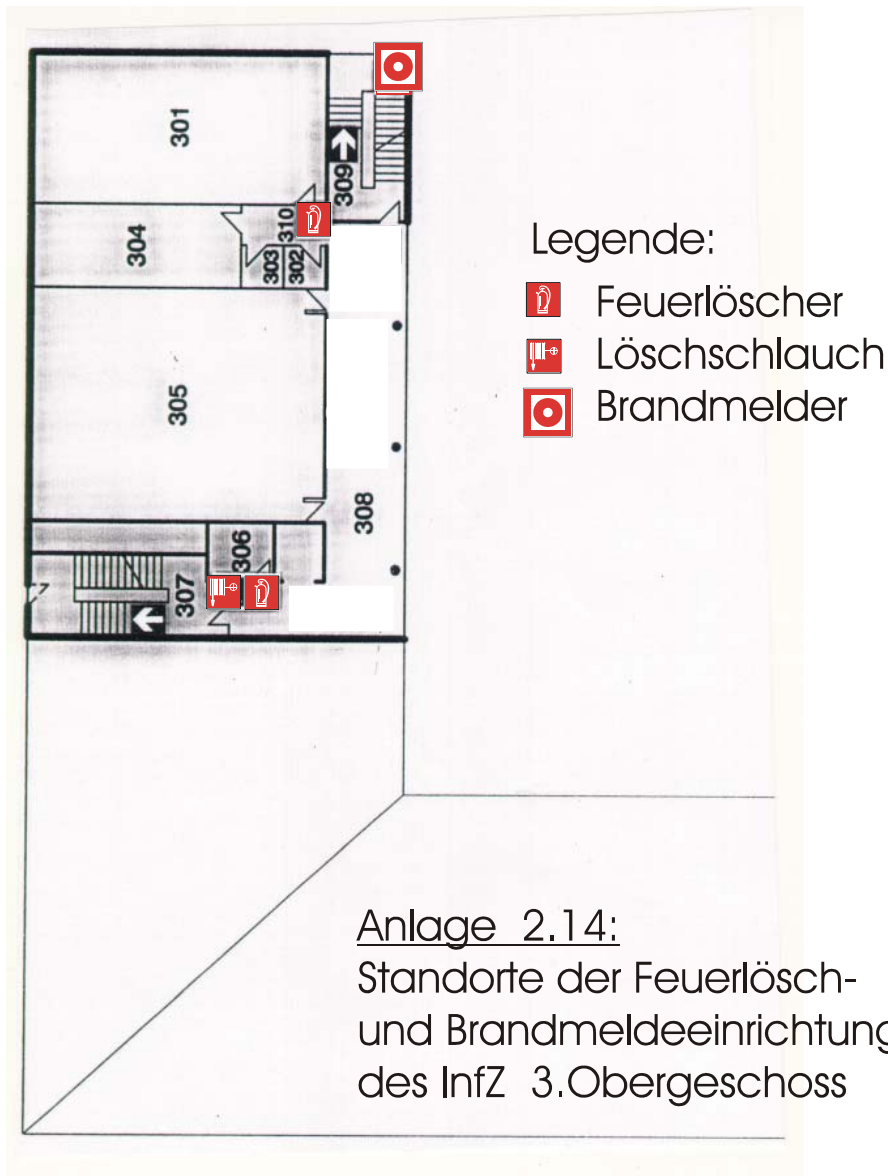 301
309
310
304
303
302
Legende:
Feuerlöscher
Löschschlauch
Brandmelder
305
308
306
307
Anlage 2.14:
Standorte der Feuerlösch-
und Brandmeldeeinrichtung
des InfZ 3.Obergeschoss